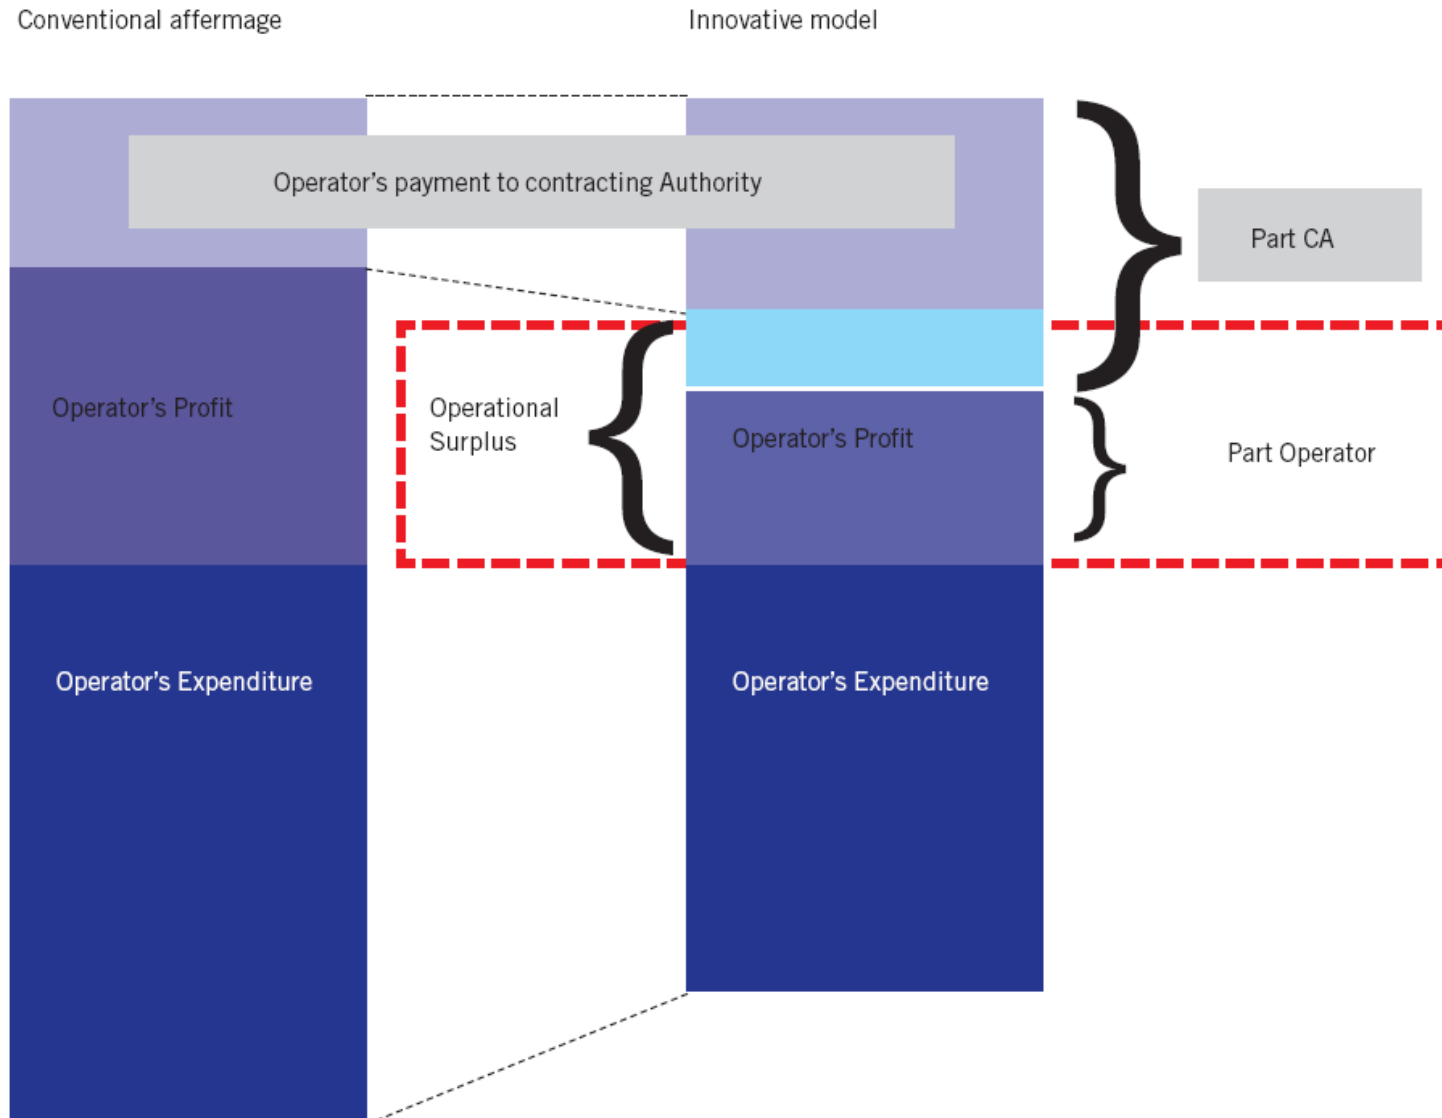 Conventional affermage
Innovative model
Operator’s payment to contracting Authority
Part CA
Operator’s Profit
Operational
Surplus
Operator’s Profit
Part Operator
Operator’s Expenditure
Operator’s Expenditure